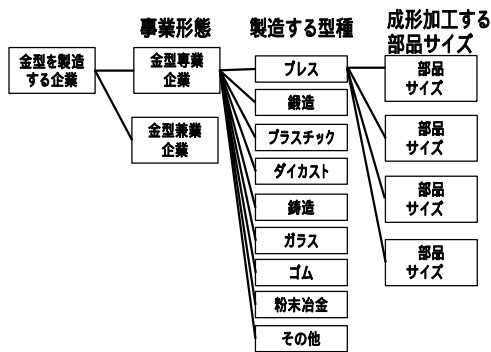 事業形態
製造する型種
成形加工する
部品サイズ
金型を製造
する企業
金型専業
企業
金型兼業
企業
プレス
鍛造
プラスチック
ダイカスト
鋳造
ガラス
ゴム
粉末冶金
その他
部品
サイズ
部品
サイズ
部品
サイズ
部品
サイズ